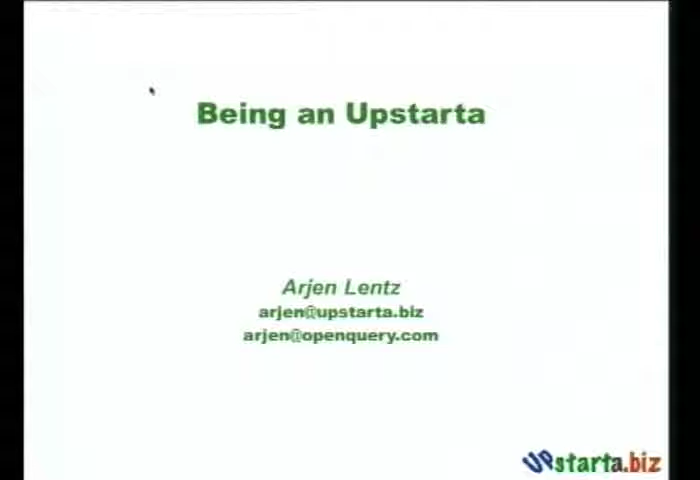 Being an Upstarta
Arjen Lentz
arjen@upstarta.biz
arjen@openquery.com
UPstarta.biz